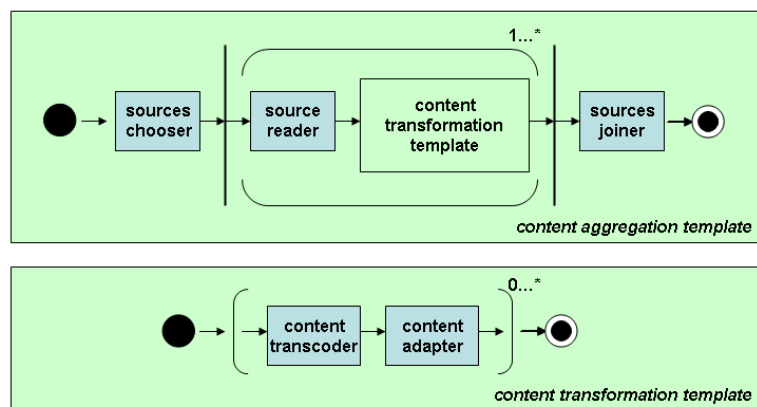 1...*
sources
chooser
source
reader
content
transformation
template
sources
joiner
content aggregation template
0...*
content
transcoder
content
adapter
content transformation template